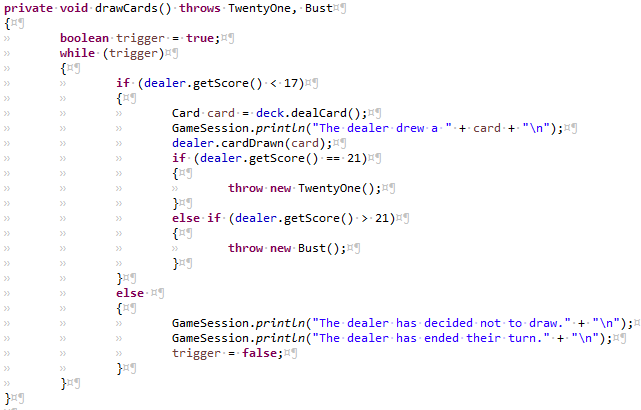 private void drawCards() throws TwentyOne, Bust
{
boolean trigger = true;
while (trigger)
{
if (dealer.getScore() < 17)
{
Card card = deck.dealCard();
GameSession.println("The dealer drew a " + card + "\n");
dealer.cardDrawn(card);
if (dealer.getScore() == 21)
{
throw new TwentyOne();
}
else if (dealer.getScore() > 21)
{
throw new Bust();
}
}
else
{
GameSession.println("The dealer has decided not to draw." + "\n");
GameSession.println("The dealer has ended their turn." + "\n");
trigger = false;
}
}
}